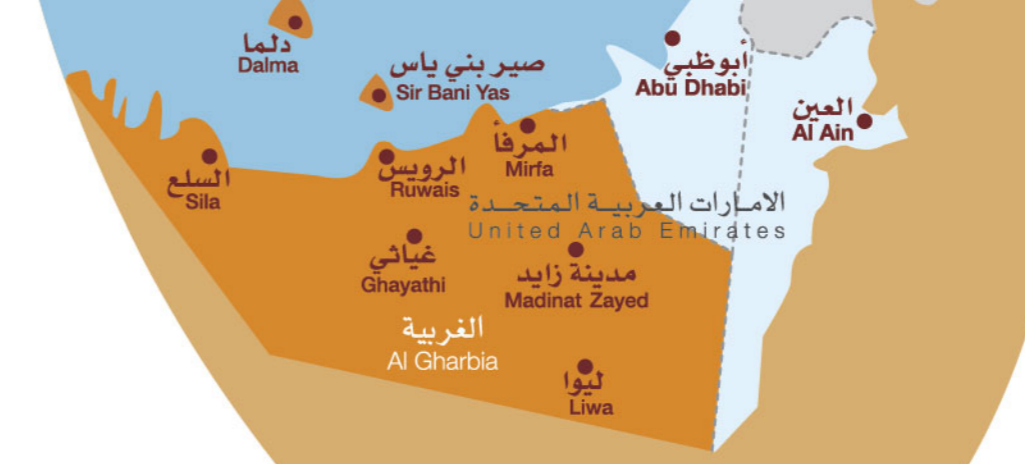 دلما
Dalma
صير بني ياس
Sir Bani Yas
أبوظبي
Abu Dhabi
العين
Al Ain
المرفأ
Mirfa
الرويس
Ruwais
السلع
Sila
الامارات العربية المتحدة
United Arab Emirates
غياثي
Ghayathi
مدينة زايد
Madinat Zayed
الغربية
Al Gharbia
ليوا
Liwa